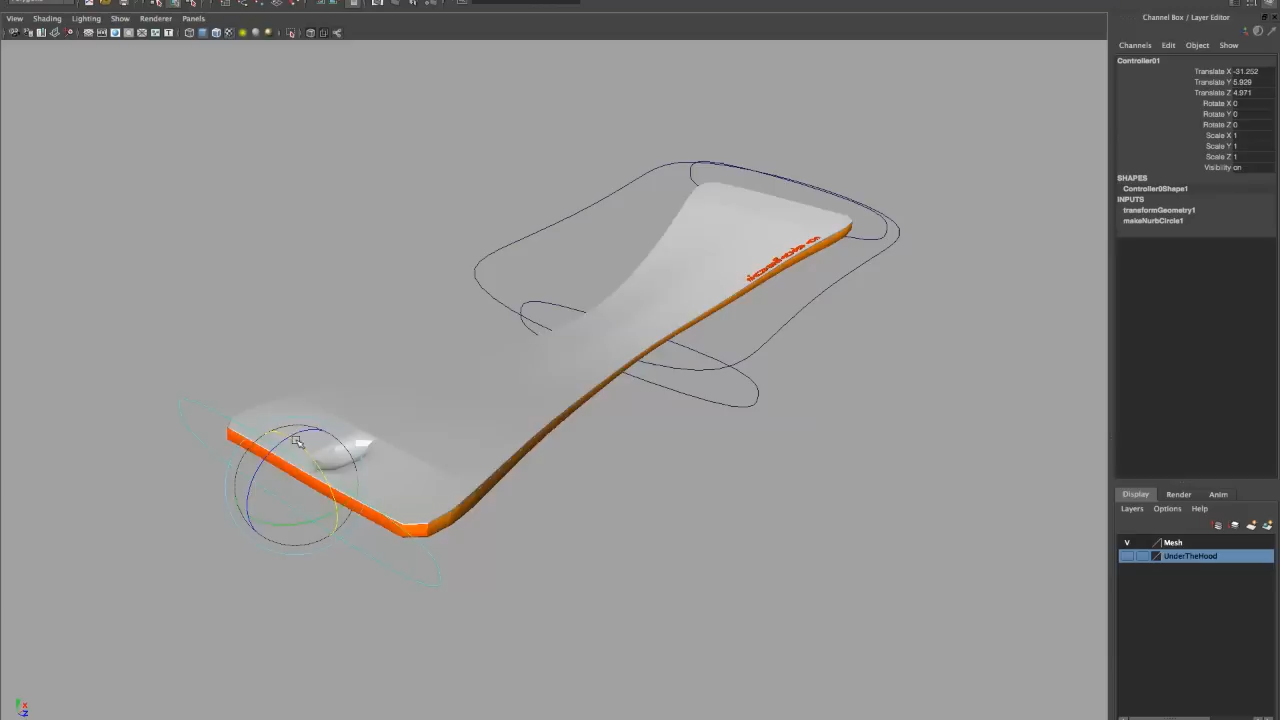 Channel Box / Layer Editor
View Shading Lighting Show Renderer Panels
Channels Edit Object Show
Controller01
Translate X -31.252
Translate Y 5.929
Translate Z 4.971
Rotate X 0
Rotate Y 0
Rotate Z 0
Scale X 1
Scale Y 1
Scale Z 1
Visibility on
SHAPES
Controller0Shape1
INPUTS
transformGeometry1
makeNurbCircle1
Display Render Anim
Layers Options Help
V Mesh
UnderTheHood